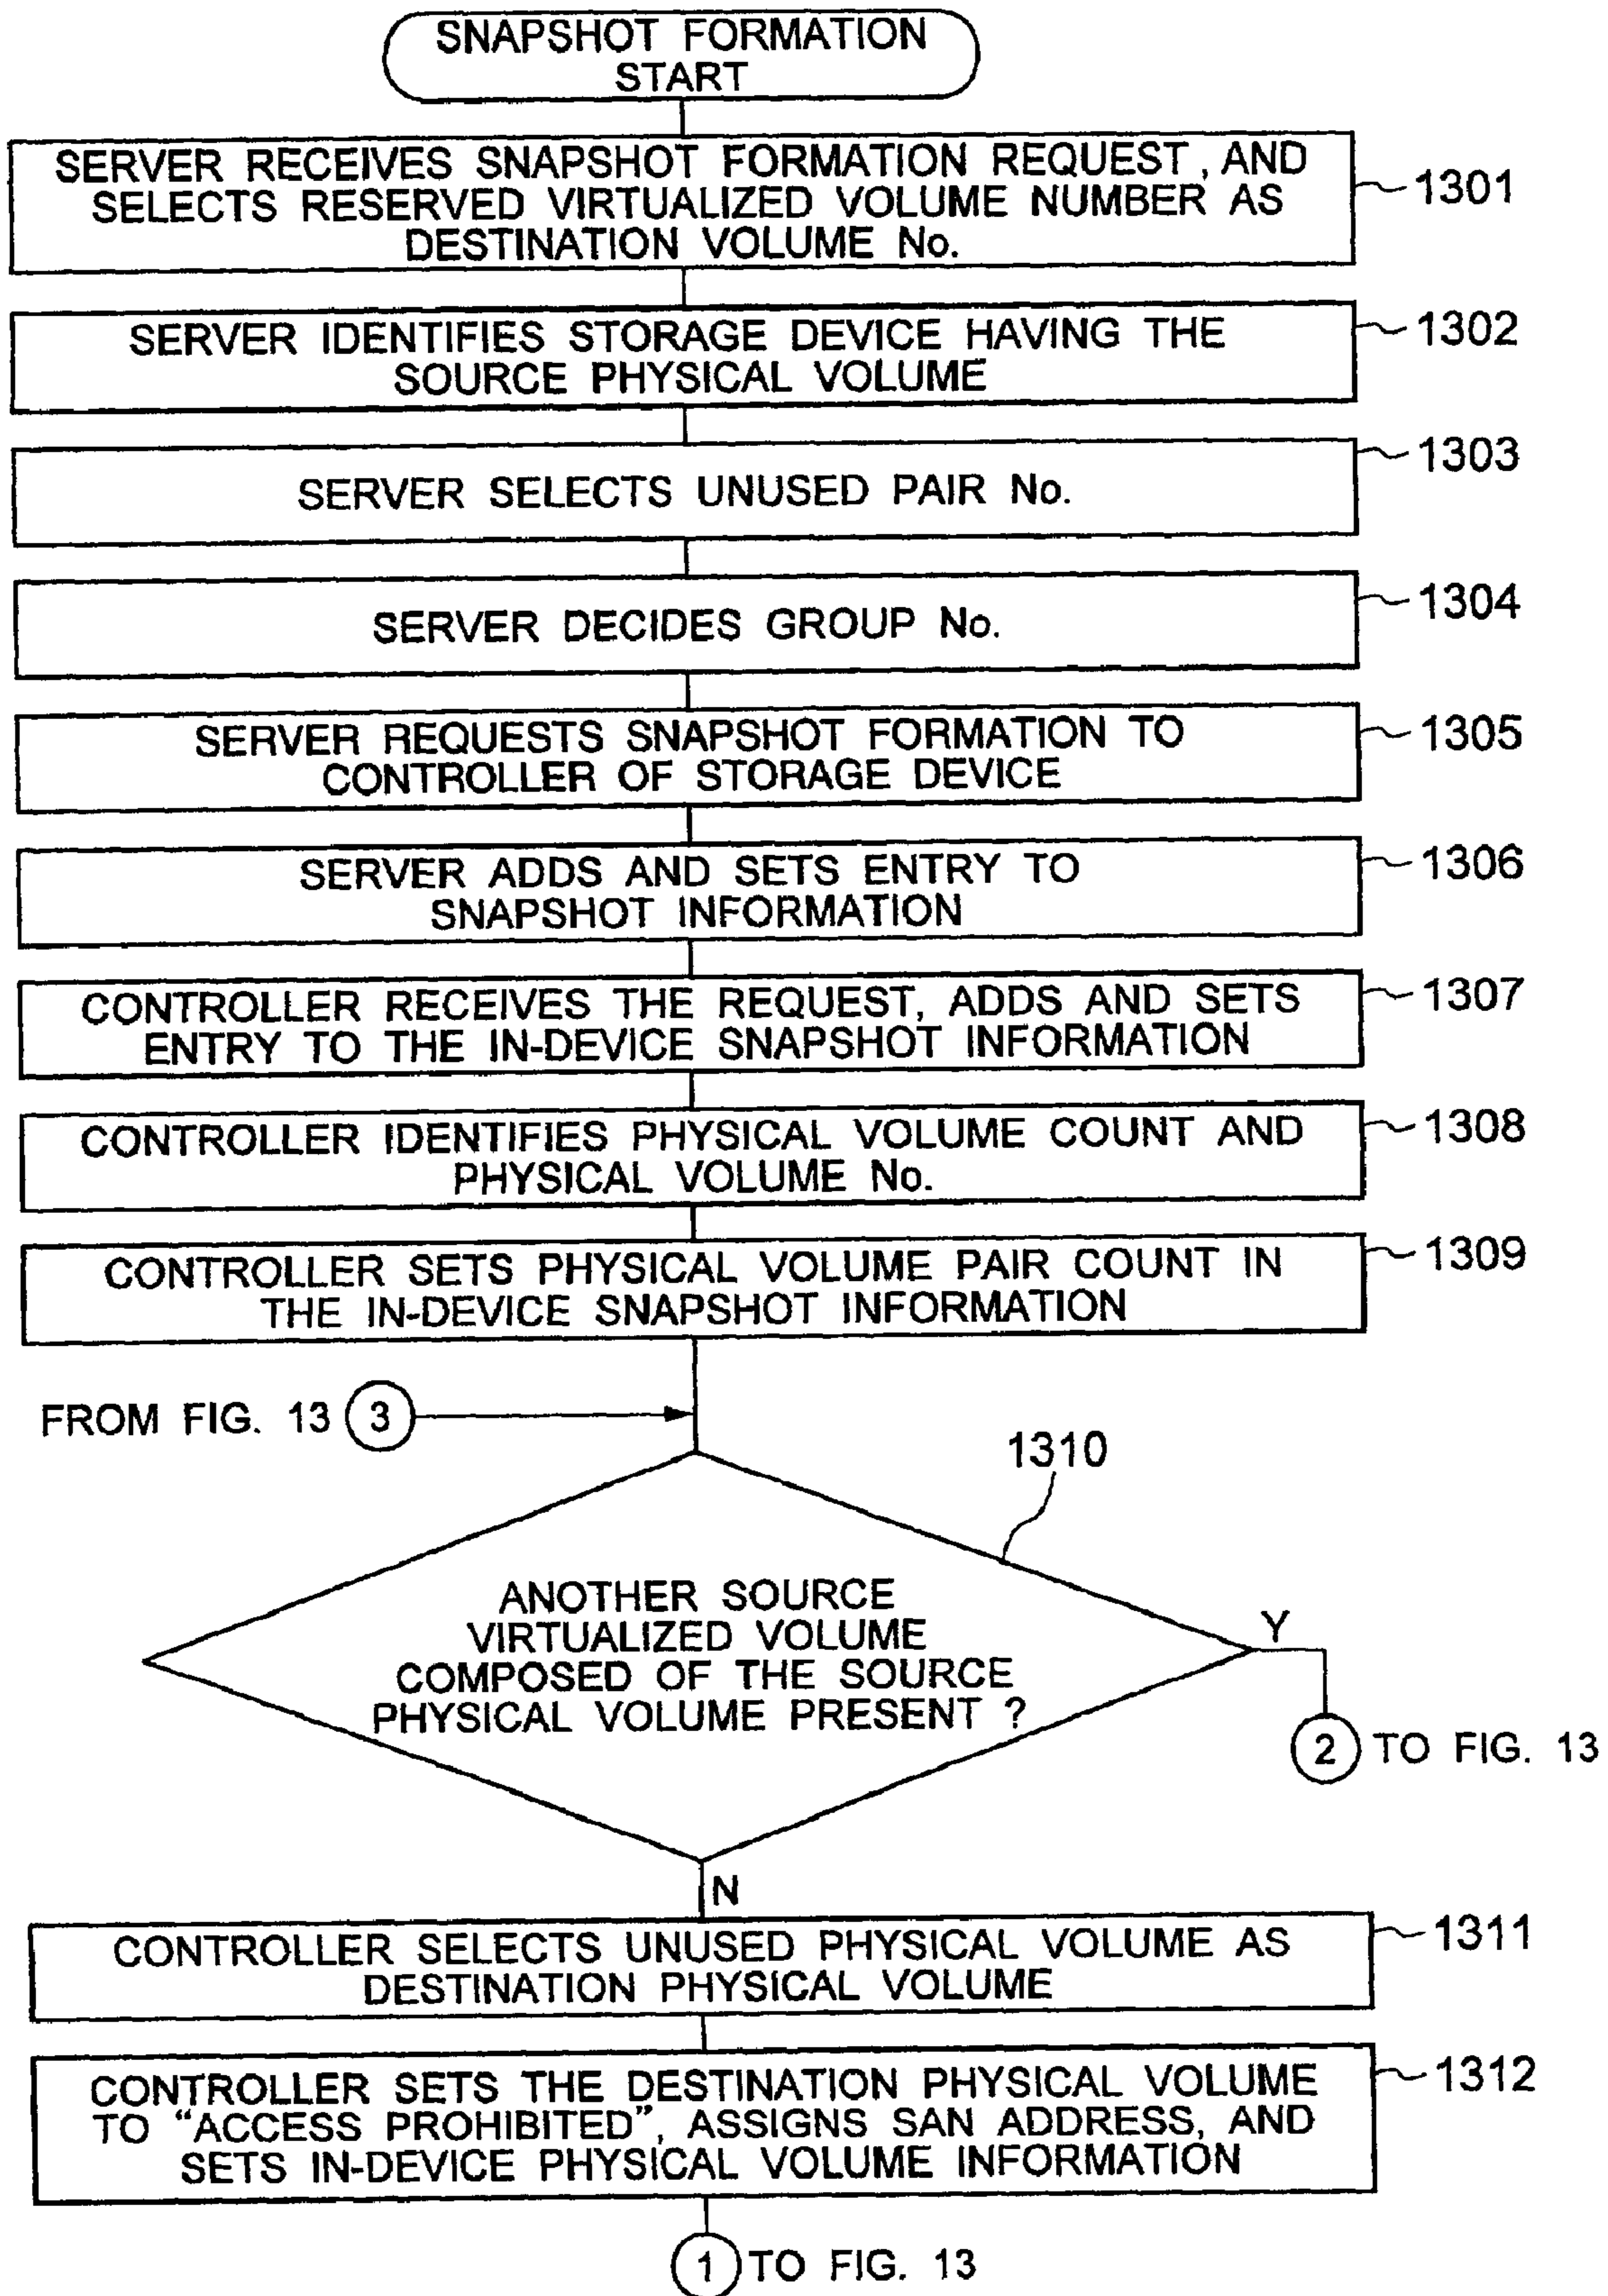 SNAPSHOT FORMATION
START
SERVER RECEIVES SNAPSHOT FORMATION REQUEST, AND
SELECTS RESERVED VIRTUALIZED VOLUME NUMBER AS
DESTINATION VOLUME No.
1301
SERVER IDENTIFIES STORAGE DEVICE HAVING THE
SOURCE PHYSICAL VOLUME
1302
SERVER SELECTS UNUSED PAIR No.
1303
SERVER DECIDES GROUP No.
1304
SERVER REQUESTS SNAPSHOT FORMATION TO
CONTROLLER OF STORAGE DEVICE
1305
SERVER ADDS AND SETS ENTRY TO
SNAPSHOT INFORMATION
1306
CONTROLLER RECEIVES THE REQUEST, ADDS AND SETS
ENTRY TO THE IN-DEVICE SNAPSHOT INFORMATION
1307
CONTROLLER IDENTIFIES PHYSICAL VOLUME COUNT AND
PHYSICAL VOLUME No.
1308
CONTROLLER SETS PHYSICAL VOLUME PAIR COUNT IN
THE IN-DEVICE SNAPSHOT INFORMATION
1309
FROM FIG. 13 3
1310
ANOTHER SOURCE
VIRTUALIZED VOLUME
COMPOSED OF THE SOURCE
PHYSICAL VOLUME PRESENT ?
Y
2 TO FIG. 13
N
CONTROLLER SELECTS UNUSED PHYSICAL VOLUME AS
DESTINATION PHYSICAL VOLUME
1311
CONTROLLER SETS THE DESTINATION PHYSICAL VOLUME
TO “ACCESS PROHIBITED”, ASSIGNS SAN ADDRESS, AND
SETS IN-DEVICE PHYSICAL VOLUME INFORMATION
1312
1 TO FIG. 13